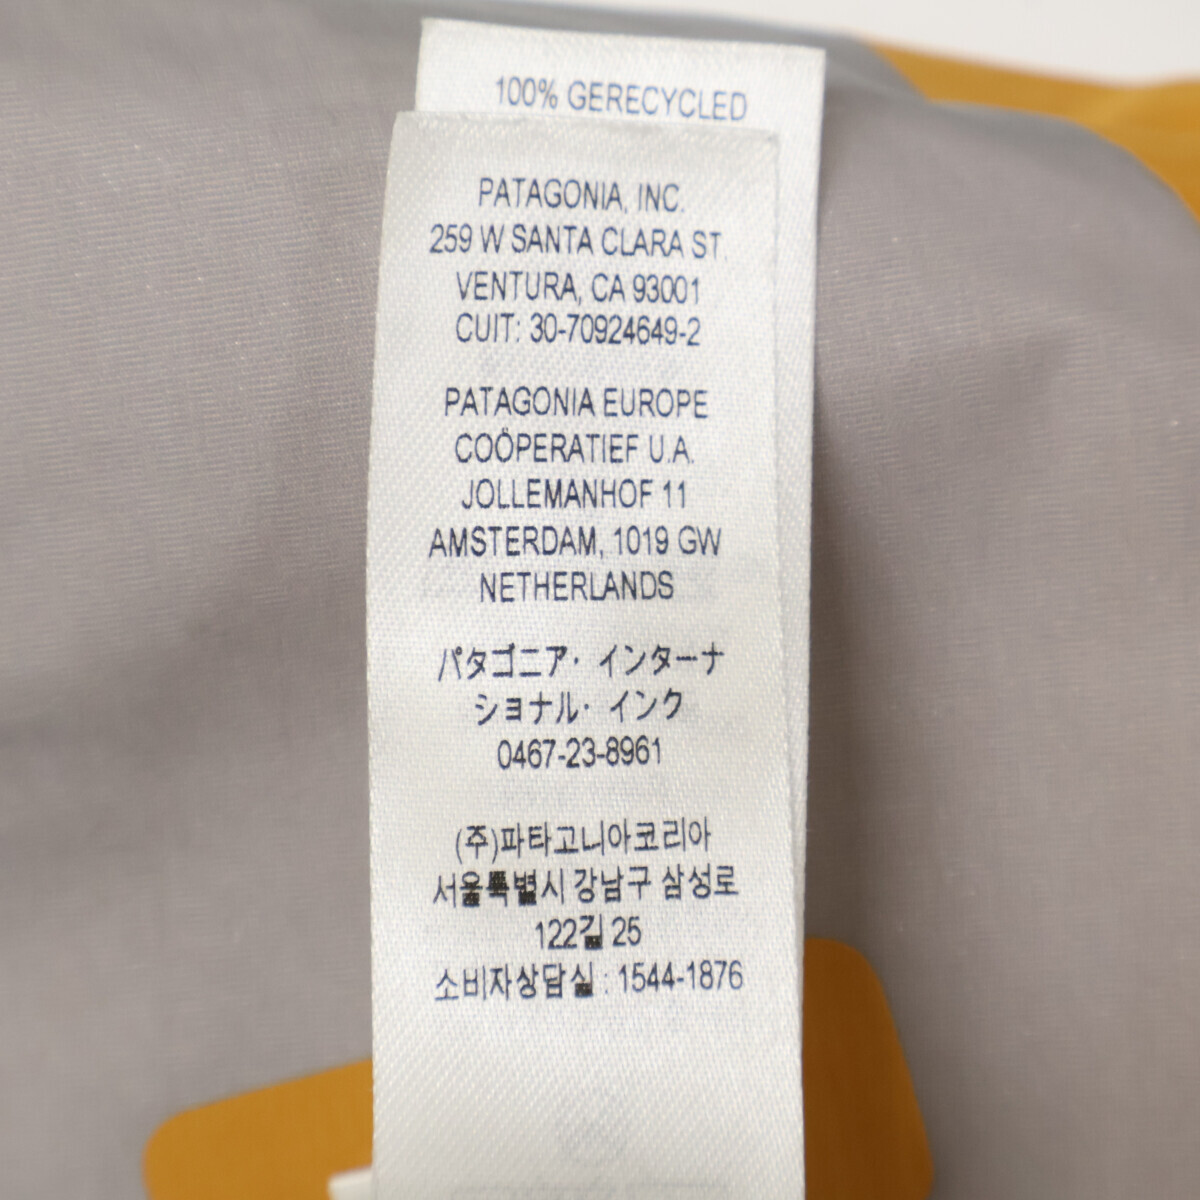 100% GERECYCLED
PATAGONIA, INC.
259 W SANTA CLARA ST.
VENTURA, CA 93001
CUIT: 30-70924649-2
PATAGONIA EUROPE
COÖPERATIEF U.A.
JOLLEMANHOF 11
AMSTERDAM, 1019 GW
NETHERLANDS
パタゴニア・インターナ
ショナル・インク
0467-23-8961
(주)파타고니아코리아
서울특별시 강남구 삼성로
122길 25
소비자상담실 : 1544-1876